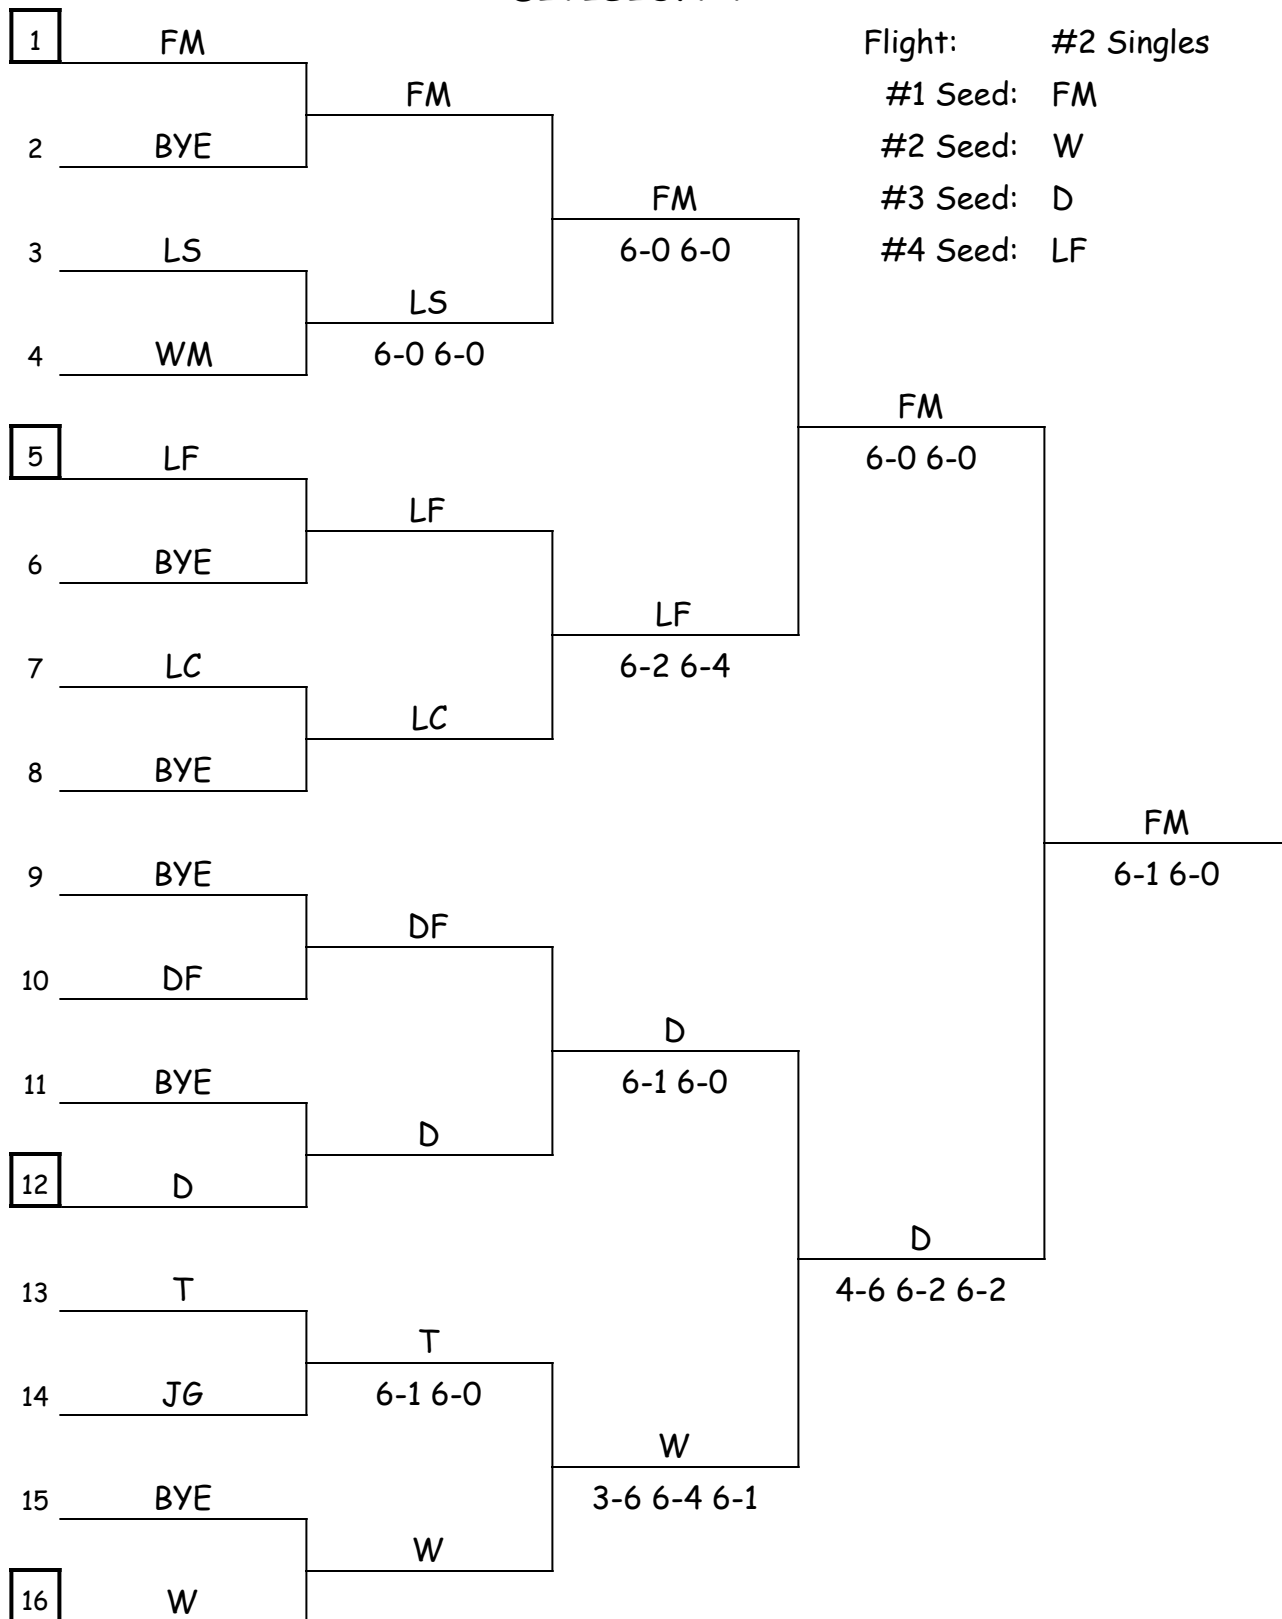 1 FM
Flight: #2 Singles
FM
#1 Seed: FM
2 BYE
#2 Seed: W
FM
#3 Seed: D
3 LS
6-0 6-0
#4 Seed: LF
LS
4 WM
6-0 6-0
FM
5 LF
6-0 6-0
LF
6 BYE
LF
7 LC
6-2 6-4
LC
8 BYE
FM
9 BYE
6-1 6-0
DF
10 DF
D
11 BYE
6-1 6-0
D
12 D
D
13 T
4-6 6-2 6-2
T
14 JG
6-1 6-0
W
15 BYE
3-6 6-4 6-1
W
16 W